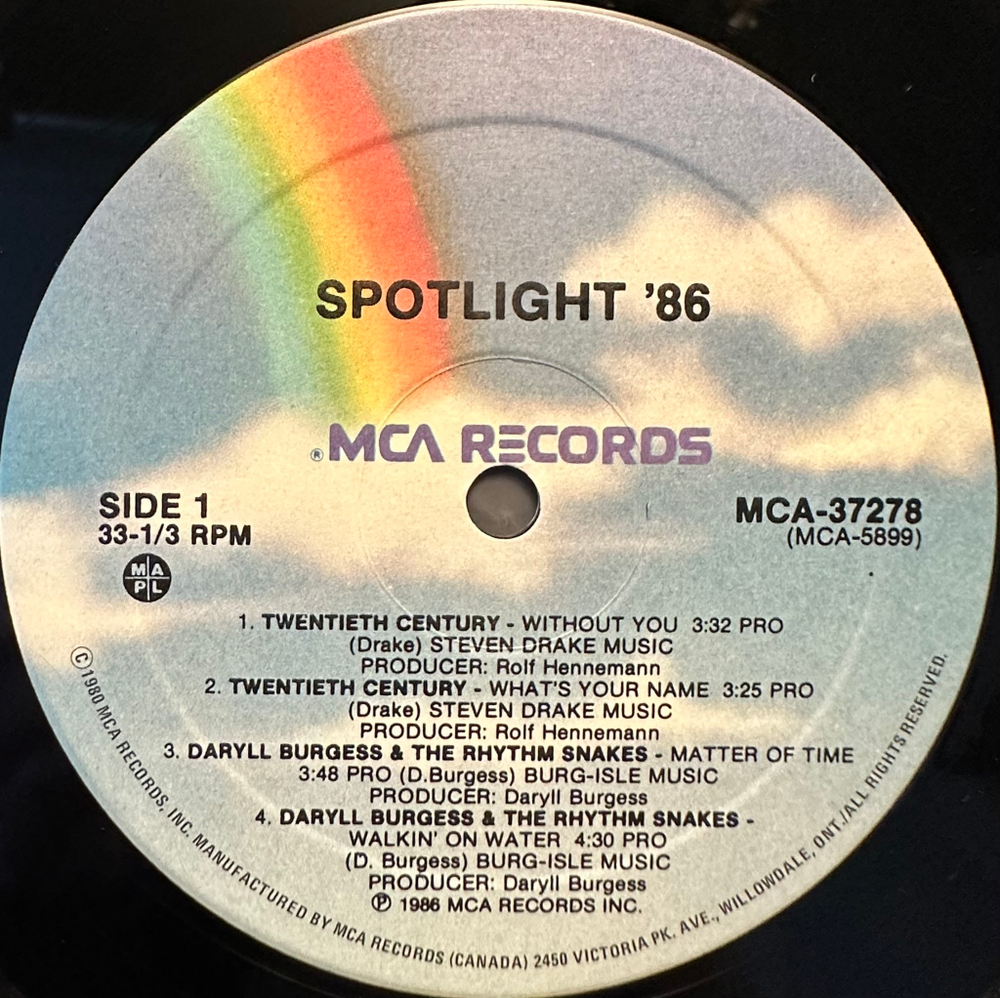 SPOTLIGHT '86
®MCA RECORDS
SIDE 1
33-1/3 RPM
MCA-37278
(MCA-5899)
MA
PL
1. TWENTIETH CENTURY - WITHOUT YOU 3:32 PRO
(Drake) STEVEN DRAKE MUSIC
PRODUCER: Rolf Hennemann
2. TWENTIETH CENTURY - WHAT'S YOUR NAME 3:25 PRO
(Drake) STEVEN DRAKE MUSIC
PRODUCER: Rolf Hennemann
3. DARYLL BURGESS & THE RHYTHM SNAKES - MATTER OF TIME
3:48 PRO (D.Burgess) BURG-ISLE MUSIC
PRODUCER: Daryll Burgess
4. DARYLL BURGESS & THE RHYTHM SNAKES -
WALKIN' ON WATER 4:30 PRO
(D. Burgess) BURG-ISLE MUSIC
PRODUCER: Daryll Burgess
℗ 1986 MCA RECORDS INC.
©1980 MCA RECORDS, INC. MANUFACTURED BY MCA RECORDS (CANADA) 2450 VICTORIA PK. AVE., WILLOWDALE, ONT./ALL RIGHTS RESERVED.